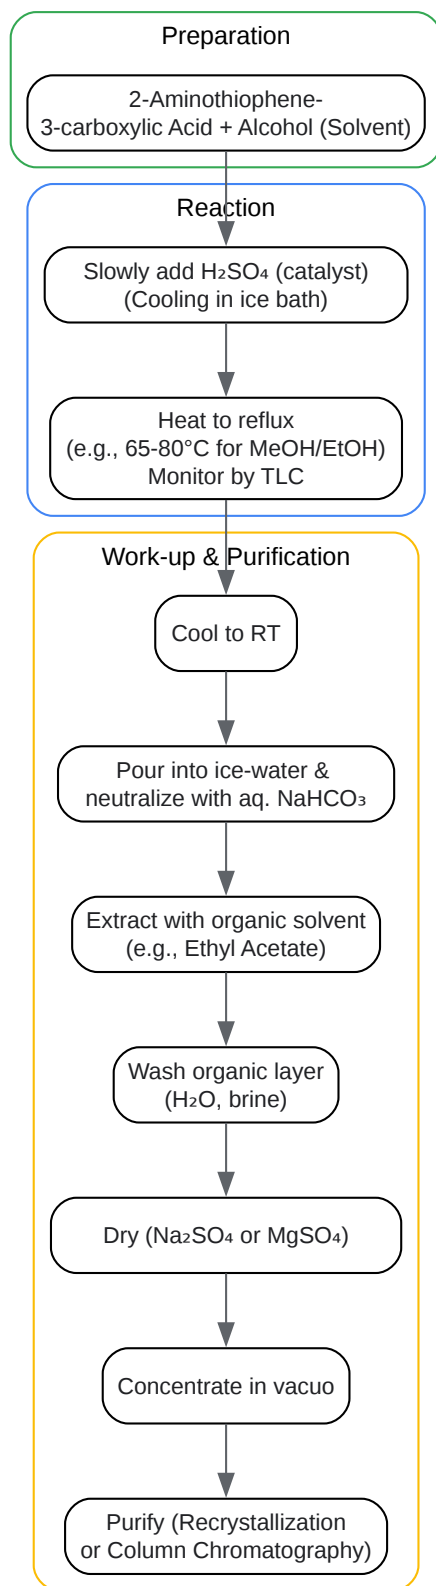 Preparation
2-Aminothiophene-
3-carboxylic Acid + Alcohol (Solvent)
Reaction
Slowly add H₂SO₄ (catalyst)
(Cooling in ice bath)
Heat to reflux
(e.g., 65-80°C for MeOH/EtOH)
Monitor by TLC
Work-up & Purification
Cool to RT
Pour into ice-water &
neutralize with aq. NaHCO₃
Extract with organic solvent
(e.g., Ethyl Acetate)
Wash organic layer
(H₂O, brine)
Dry (Na₂SO₄ or MgSO₄)
Concentrate in vacuo
Purify (Recrystallization
or Column Chromatography)